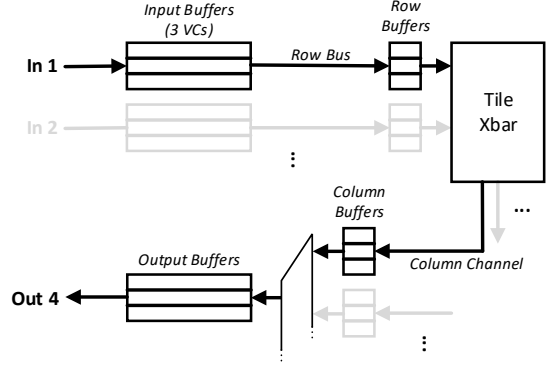 Input Buffers
(3 VCs)
Row
Buffers
In 1
Row Bus
Tile
Xbar
In 2
...
...
Column
Buffers
Output Buffers
Column Channel
Out 4
...